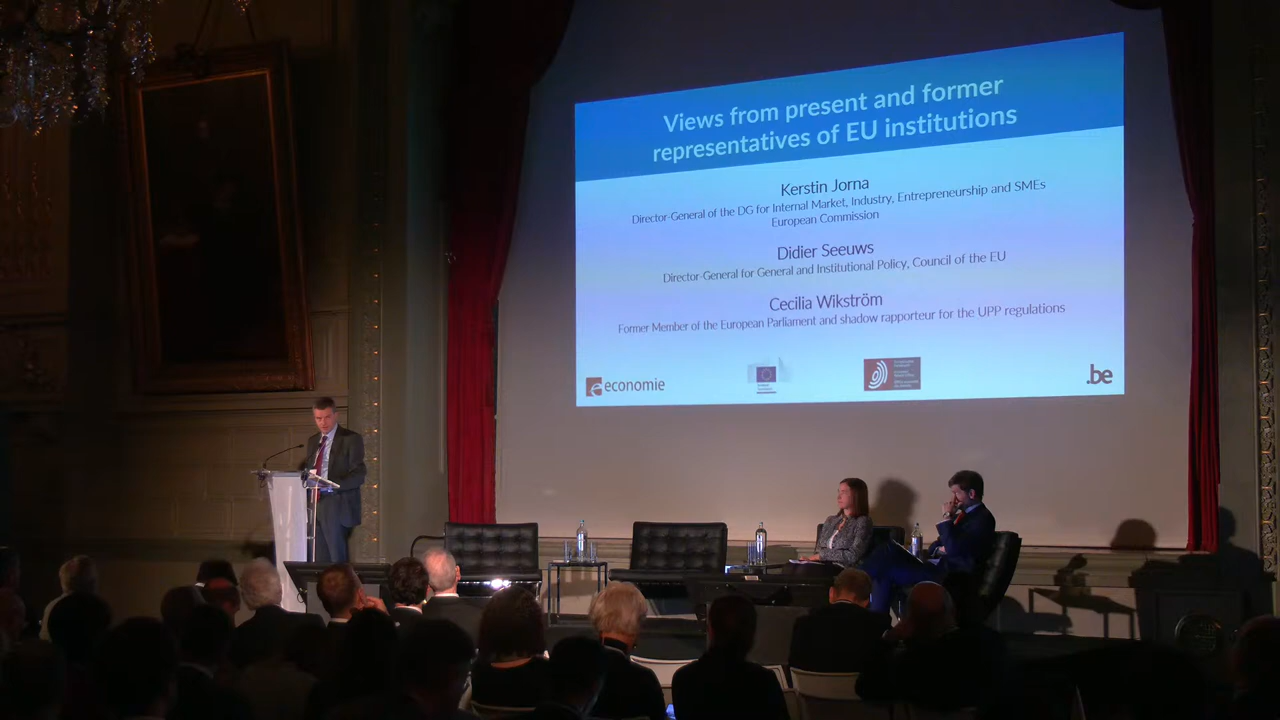 Views from present and former
representatives of EU institutions
Kerstin Jorna
Director-General of the DG for Internal Market, Industry, Entrepreneurship and SMEs
European Commission
Didier Seeuws
Director-General for General and Institutional Policy, Council of the EU
Cecilia Wikström
Former Member of the European Parliament and shadow rapporteur for the UPP regulations
economie
.be